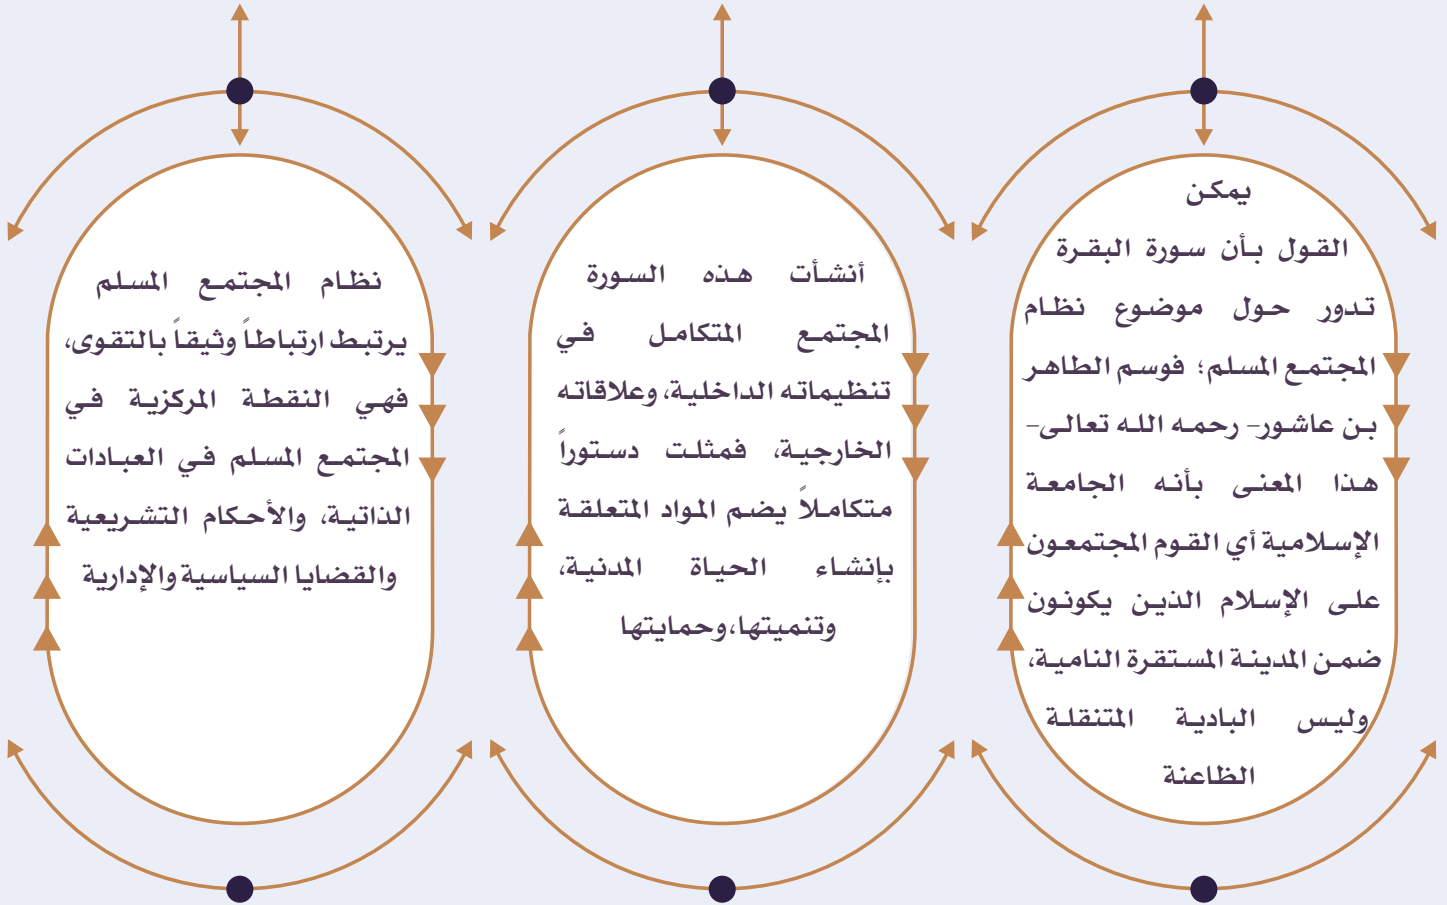 يمكن
القول بأن سورة البقرة
تدور حول موضوع نظام
المجتمع المسلم؛ فوسم الطاهر
بن عاشور– رحمه الله تعالى–
هذا المعنى بأنه الجامعة
الإسلامية أي القوم المجتمعون
على الإسلام الذين يكونون
ضمن المدينة المستقرة النامية،
وليس البادية المتنقلة
الظاعنة
أنشأت هذه السورة
المجتمع المتكامل في
تنظيماته الداخلية، وعلاقاته
الخارجية، فمثلت دستوراً
متكاملاً يضم المواد المتعلقة
بإنشاء الحياة المدنية،
وتنميتها،وحمايتها
نظام المجتمع المسلم
يرتبط ارتباطاً وثيقاً بالتقوى،
فهي النقطة المركزية في
المجتمع المسلم في العبادات
الذاتية، والأحكام التشريعية
والقضايا السياسية والإدارية